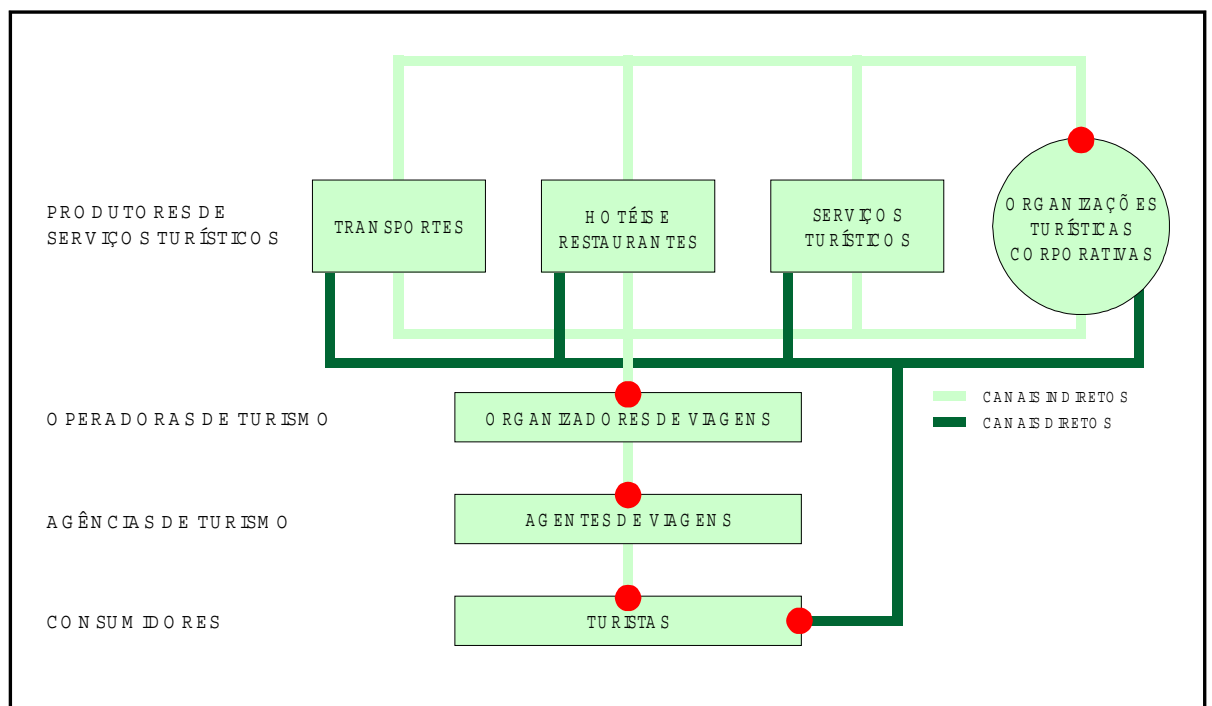 PRODUTORES DE
SERVIÇOS TURÍSTICOS
TRANSPORTES
HOTÉIS E
RESTAURANTES
SERVIÇOS
TURÍSTICOS
ORGANIZAÇÕES
TURÍSTICAS
CORPORATIVAS
OPERADORAS DE TURISMO
ORGANIZADORES DE VIAGENS
CANAIS INDIRETOS
CANAIS DIRETOS
AGÊNCIAS DE TURISMO
AGENTES DE VIAGENS
CONSUMIDORES
TURISTAS